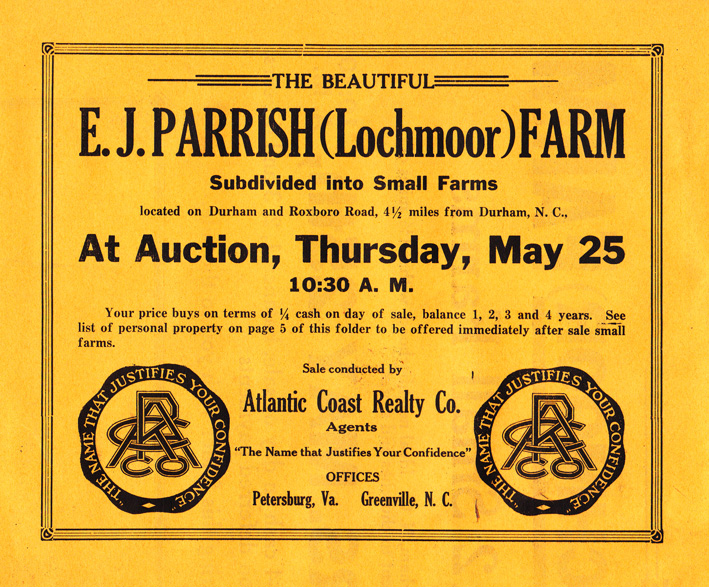 THE BEAUTIFUL
E. J. PARRISH (Lochmoor) FARM
Subdivided into Small Farms
located on Durham and Roxboro Road, 4½ miles from Durham, N. C.,
At Auction, Thursday, May 25
10:30 A. M.
Your price buys on terms of ¼ cash on day of sale, balance 1, 2, 3 and 4 years. See
list of personal property on page 5 of this folder to be offered immediately after sale small
farms.
Sale conducted by
Atlantic Coast Realty Co.
Agents
"The Name that Justifies Your Confidence"
OFFICES
Petersburg, Va. Greenville, N. C.
"THE NAME THAT JUSTIFIES YOUR CONFIDENCE"
ACR CO
"THE NAME THAT JUSTIFIES YOUR CONFIDENCE"
ACR CO